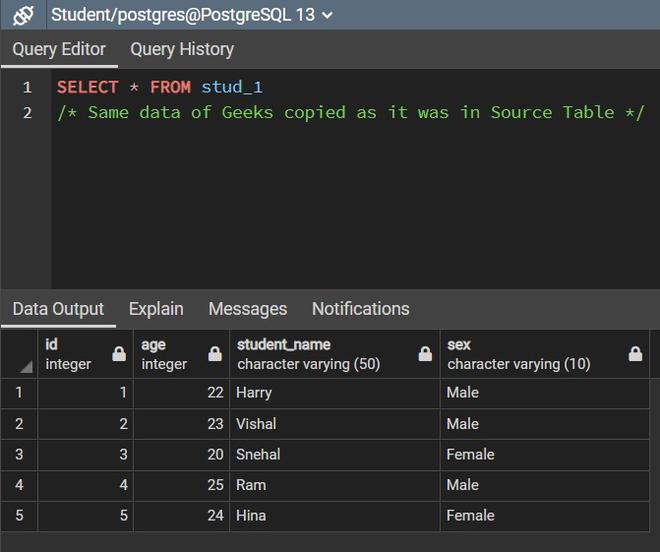 Student/postgres@PostgreSQL 13
Query Editor Query History
1 SELECT * FROM stud_1
2 /* Same data of Geeks copied as it was in Source Table */
Data Output Explain Messages Notifications
id age student_name sex
integer integer character varying (50) character varying (10)
1 1 22 Harry Male
2 2 23 Vishal Male
3 3 20 Snehal Female
4 4 25 Ram Male
5 5 24 Hina Female